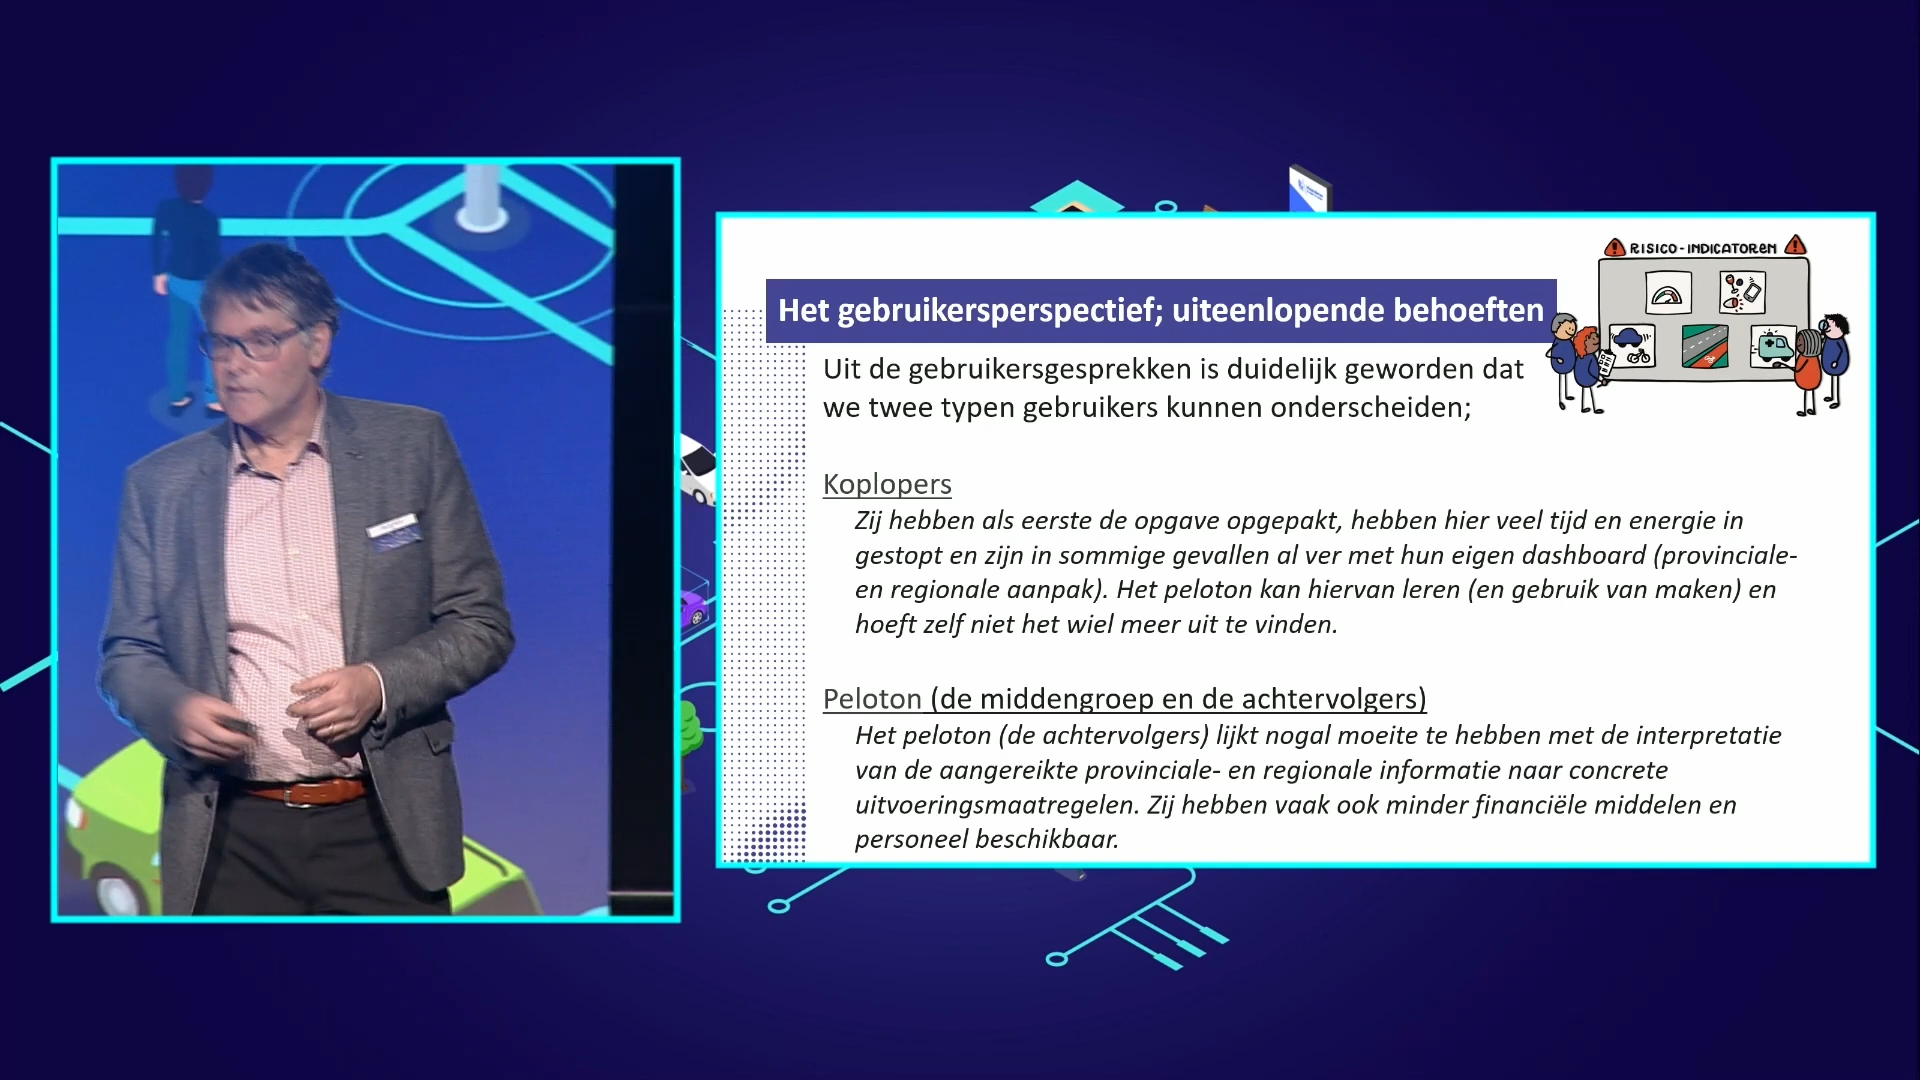 RISICO-INDICATOREN
Het gebruikersperspectief; uiteenlopende behoeften
Uit de gebruikersgesprekken is duidelijk geworden dat
we twee typen gebruikers kunnen onderscheiden;
Koplopers
Zij hebben als eerste de opgave opgepakt, hebben hier veel tijd en energie in
gestopt en zijn in sommige gevallen al ver met hun eigen dashboard (provinciale-
en regionale aanpak). Het peloton kan hiervan leren (en gebruik van maken) en
hoeft zelf niet het wiel meer uit te vinden.
Peloton (de middengroep en de achtervolgers)
Het peloton (de achtervolgers) lijkt nogal moeite te hebben met de interpretatie
van de aangereikte provinciale- en regionale informatie naar concrete
uitvoeringsmaatregelen. Zij hebben vaak ook minder financiële middelen en
personeel beschikbaar.